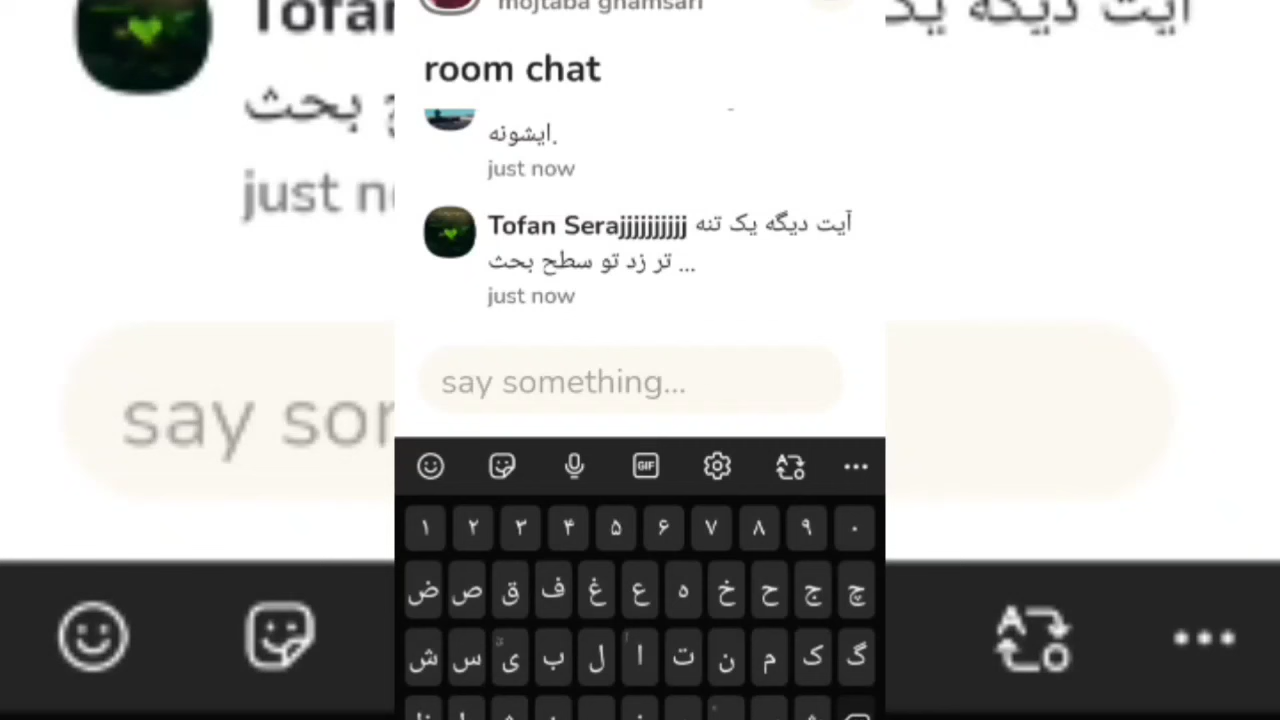 mojtaba ghamsari
room chat
ایشونه.
just now
Tofan Serajjjjjjjjjj آیت دیگه یک تنه
تر زد تو سطح بحث ...
just now
say something...
GIF
۱ ۲ ۳ ۴ ۵ ۶ ۷ ۸ ۹ ۰
ض ص ق ف غ ع ه خ ح ج چ
ش س ی ب ل ا ت ن م ک گ